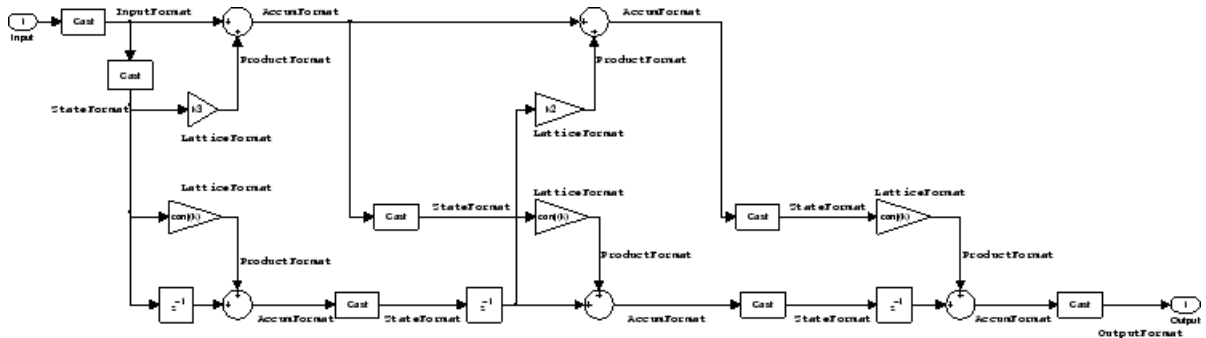 1
Cast
InputFormat
AccumFormat
AccumFormat
Input
Cast
ProductFormat
ProductFormat
StateFormat
k3
k2
LatticeFormat
LatticeFormat
LatticeFormat
LatticeFormat
LatticeFormat
conj(k)
Cast
StateFormat
conj(k)
Cast
StateFormat
conj(k)
ProductFormat
ProductFormat
ProductFormat
z⁻¹
Cast
z⁻¹
Cast
z⁻¹
Cast
1
AccumFormat
StateFormat
AccumFormat
StateFormat
AccumFormat
Output
OutputFormat